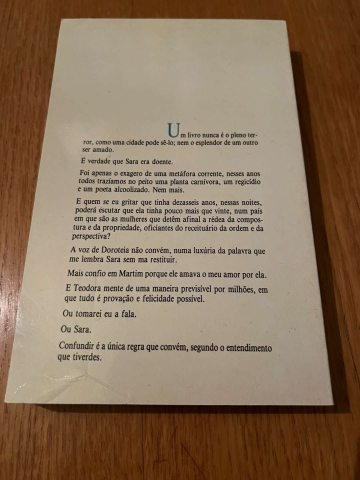 Um livro nunca é o pleno ter-
ror, como uma cidade pode sê-lo; nem o esplendor de um outro
ser amado.
É verdade que Sara era doente.
Foi apenas o exagero de uma metáfora corrente, nesses anos
todos trazíamos no peito uma planta carnívora, um regicídio
e um poeta alcoolizado. Nem mais.
E quem se eu gritar que tinha dezasseis anos, nessas noites,
poderá escutar que ela tinha pouco mais que vinte, num país
em que são as mulheres que detêm afinal a rédea da compos-
tura e da propriedade, oficiantes do receituário da ordem e da
perspectiva?
A voz de Doroteia não convém, numa luxúria da palavra que
me lembra Sara sem ma restituir.
Mais confio em Martim porque ele amava o meu amor por ela.
E Teodora mente de uma maneira previsível por milhões, em
que tudo é provação e felicidade possível.
Ou tomarei eu a fala.
Ou Sara.
Confundir é a única regra que convém, segundo o entendimento
que tiverdes.